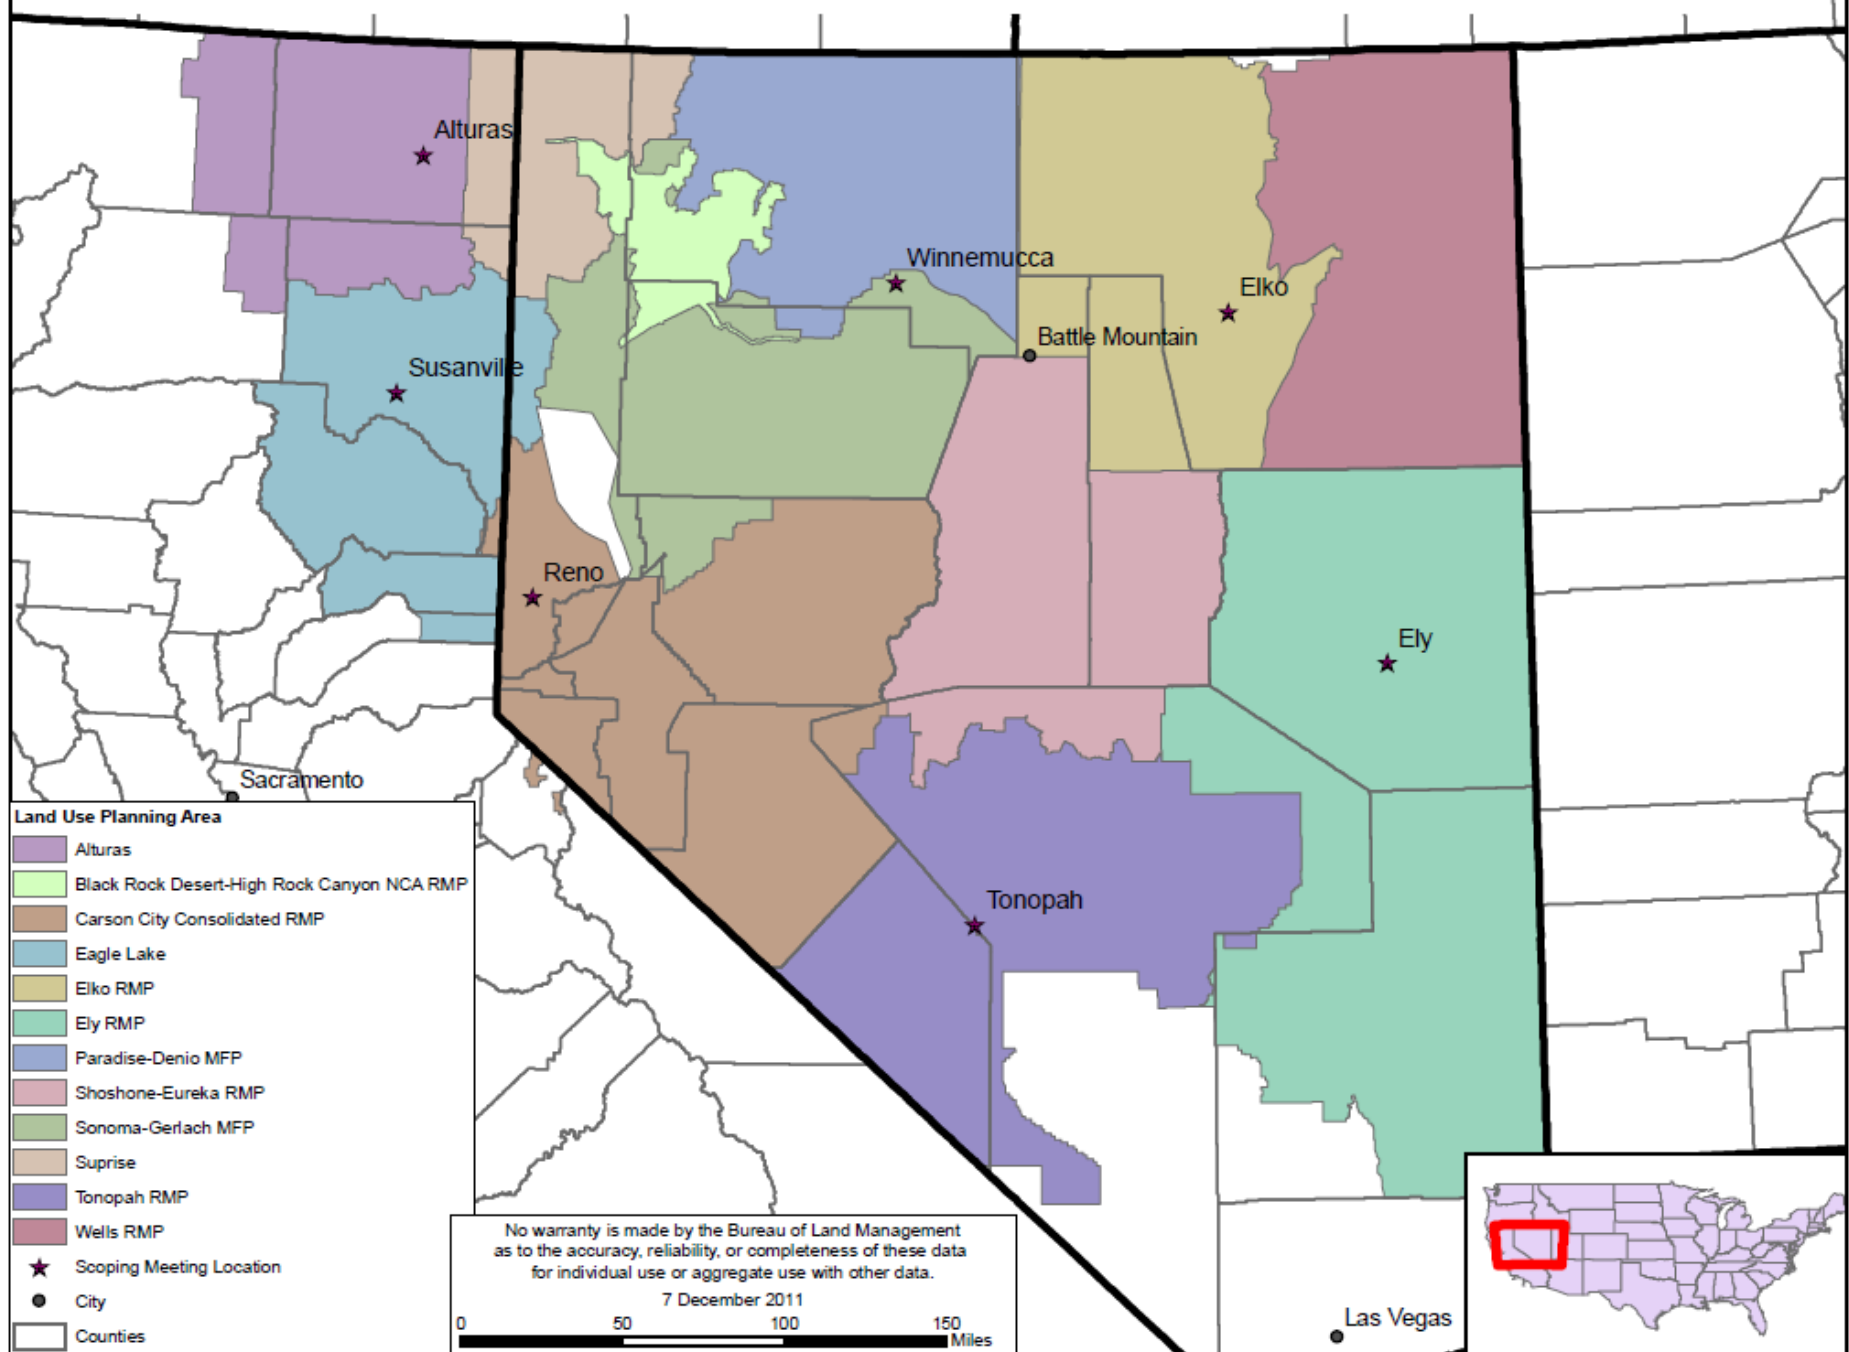 Alturas
Winnemucca
Elko
Battle Mountain
Susanville
Reno
Ely
Sacramento
Tonopah
Las Vegas
Land Use Planning Area
Alturas
Black Rock Desert-High Rock Canyon NCA RMP
Carson City Consolidated RMP
Eagle Lake
Elko RMP
Ely RMP
Paradise-Denio MFP
Shoshone-Eureka RMP
Sonoma-Gerlach MFP
Suprise
Tonopah RMP
Wells RMP
Scoping Meeting Location
City
Counties
No warranty is made by the Bureau of Land Management
as to the accuracy, reliability, or completeness of these data
for individual use or aggregate use with other data.
7 December 2011
0 50 100 150
Miles